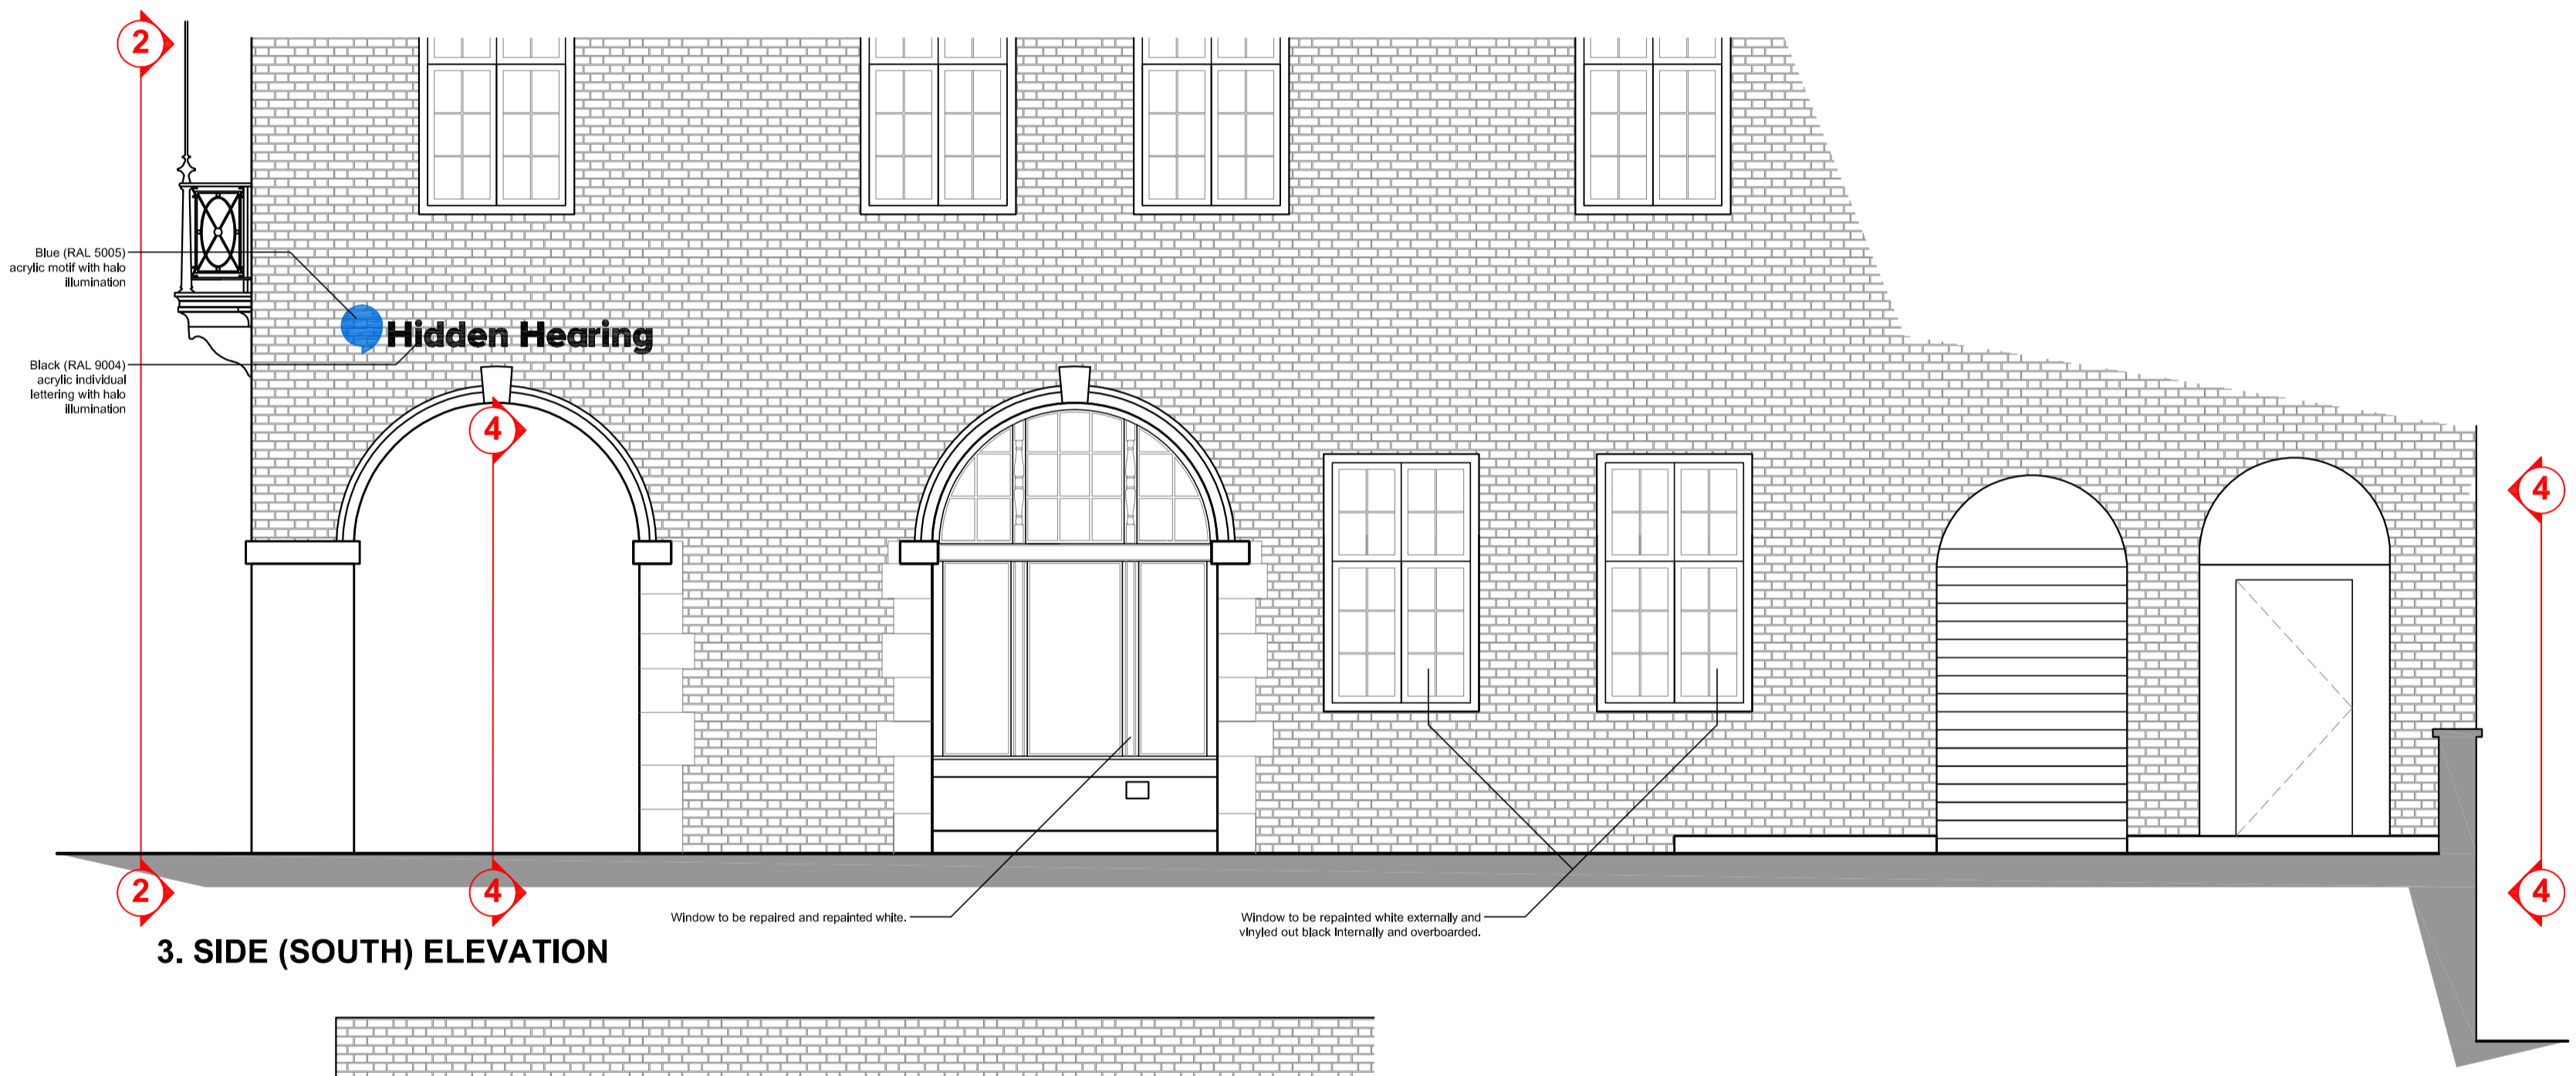 2
Blue (RAL 5005)
acrylic motif with halo
illumination
Hidden Hearing
Black (RAL 9004)
acrylic individual
lettering with halo
illumination
4
4
2
4
4
Window to be repaired and repainted white.
Window to be repainted white externally and
vinyled out black internally and overboarded.
3. SIDE (SOUTH) ELEVATION